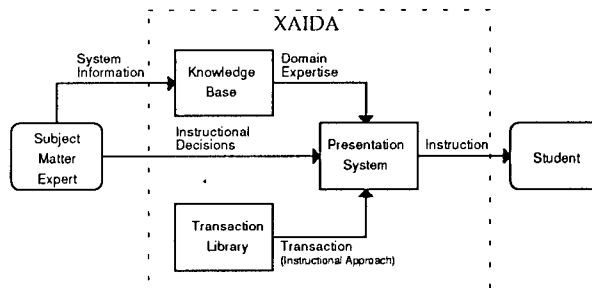 XAIDA
System
Information
Knowledge
Base
Domain
Expertise
Subject
Matter
Expert
Instructional
Decisions
Presentation
System
Instruction
Student
Transaction
Library
Transaction
(Instructional Approach)